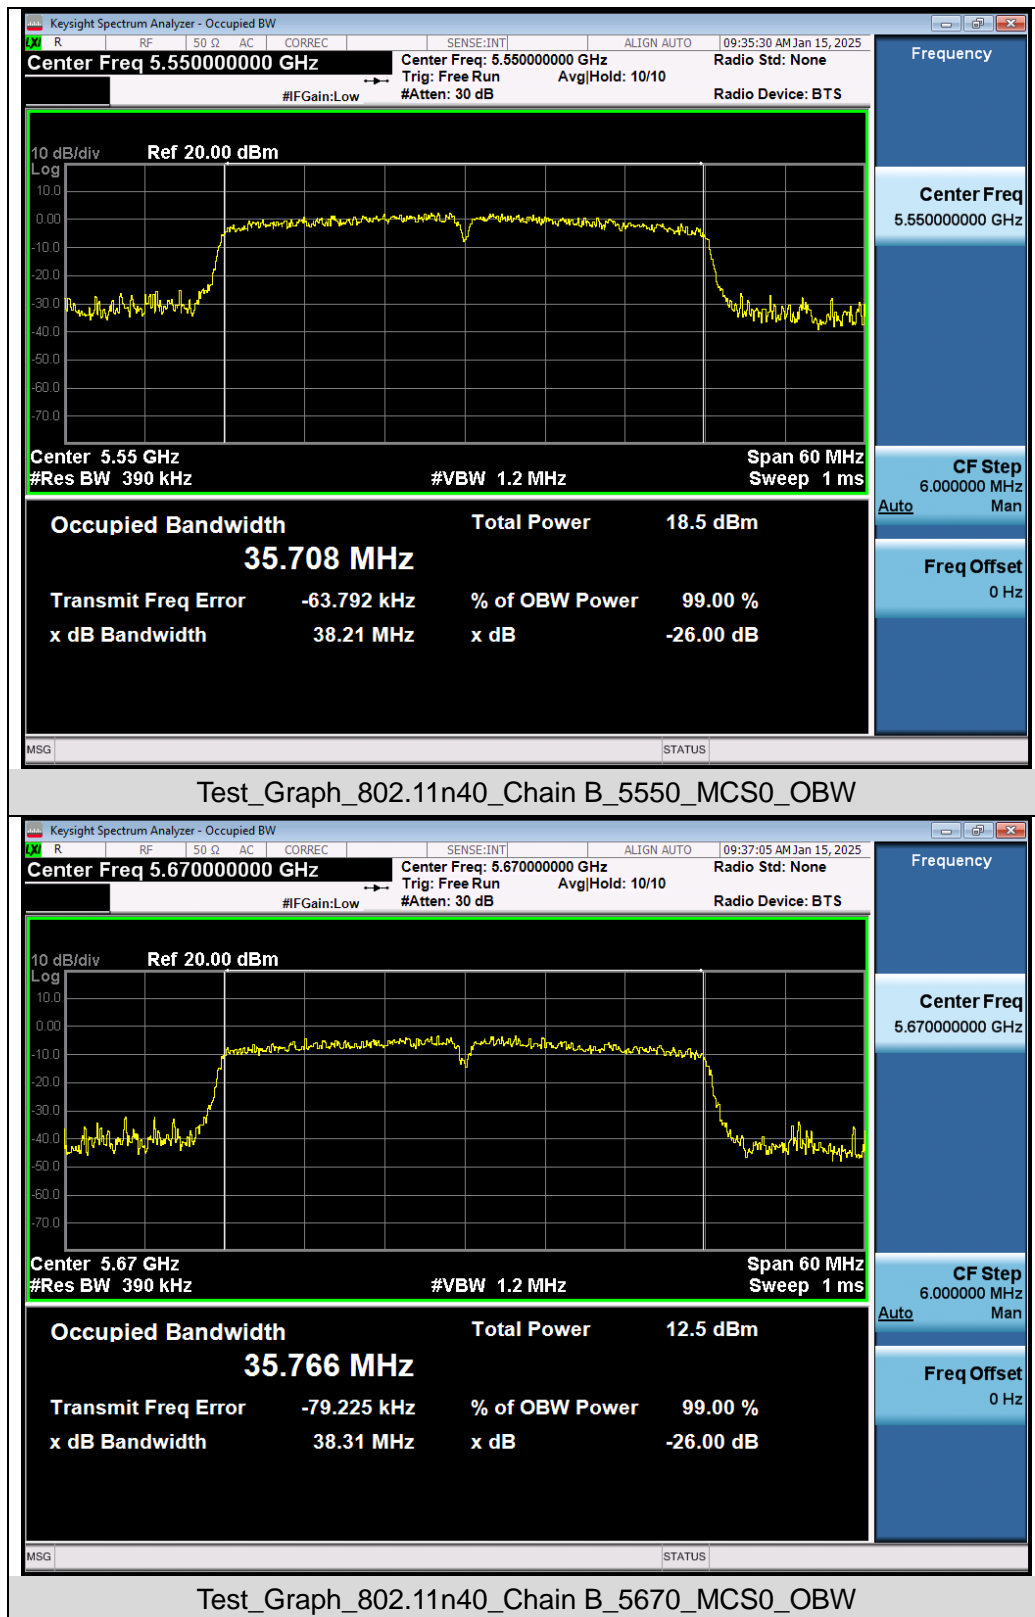 Keysight Spectrum Analyzer - Occupied BW
LXI R RF 50 Ω AC CORREC SENSE:INT ALIGN AUTO 09:35:30 AM Jan 15, 2025
Center Freq 5.550000000 GHz Center Freq: 5.550000000 GHz Radio Std: None
Trig: Free Run Avg|Hold: 10/10
#IFGain:Low #Atten: 30 dB Radio Device: BTS
10 dB/div Ref 20.00 dBm
Log
10.0
0.00
-10.0
-20.0
-30.0
-40.0
-50.0
-60.0
-70.0
Center 5.55 GHz Span 60 MHz
#Res BW 390 kHz #VBW 1.2 MHz Sweep 1 ms
Occupied Bandwidth Total Power 18.5 dBm
35.708 MHz
Transmit Freq Error -63.792 kHz % of OBW Power 99.00 %
x dB Bandwidth 38.21 MHz x dB -26.00 dB
Frequency
Center Freq
5.550000000 GHz
CF Step
6.000000 MHz
Auto Man
Freq Offset
0 Hz
MSG STATUS
Test_Graph_802.11n40_Chain B_5550_MCS0_OBW
Keysight Spectrum Analyzer - Occupied BW
LXI R RF 50 Ω AC CORREC SENSE:INT ALIGN AUTO 09:37:05 AM Jan 15, 2025
Center Freq 5.670000000 GHz Center Freq: 5.670000000 GHz Radio Std: None
Trig: Free Run Avg|Hold: 10/10
#IFGain:Low #Atten: 30 dB Radio Device: BTS
10 dB/div Ref 20.00 dBm
Log
10.0
0.00
-10.0
-20.0
-30.0
-40.0
-50.0
-60.0
-70.0
Center 5.67 GHz Span 60 MHz
#Res BW 390 kHz #VBW 1.2 MHz Sweep 1 ms
Occupied Bandwidth Total Power 12.5 dBm
35.766 MHz
Transmit Freq Error -79.225 kHz % of OBW Power 99.00 %
x dB Bandwidth 38.31 MHz x dB -26.00 dB
Frequency
Center Freq
5.670000000 GHz
CF Step
6.000000 MHz
Auto Man
Freq Offset
0 Hz
MSG STATUS
Test_Graph_802.11n40_Chain B_5670_MCS0_OBW